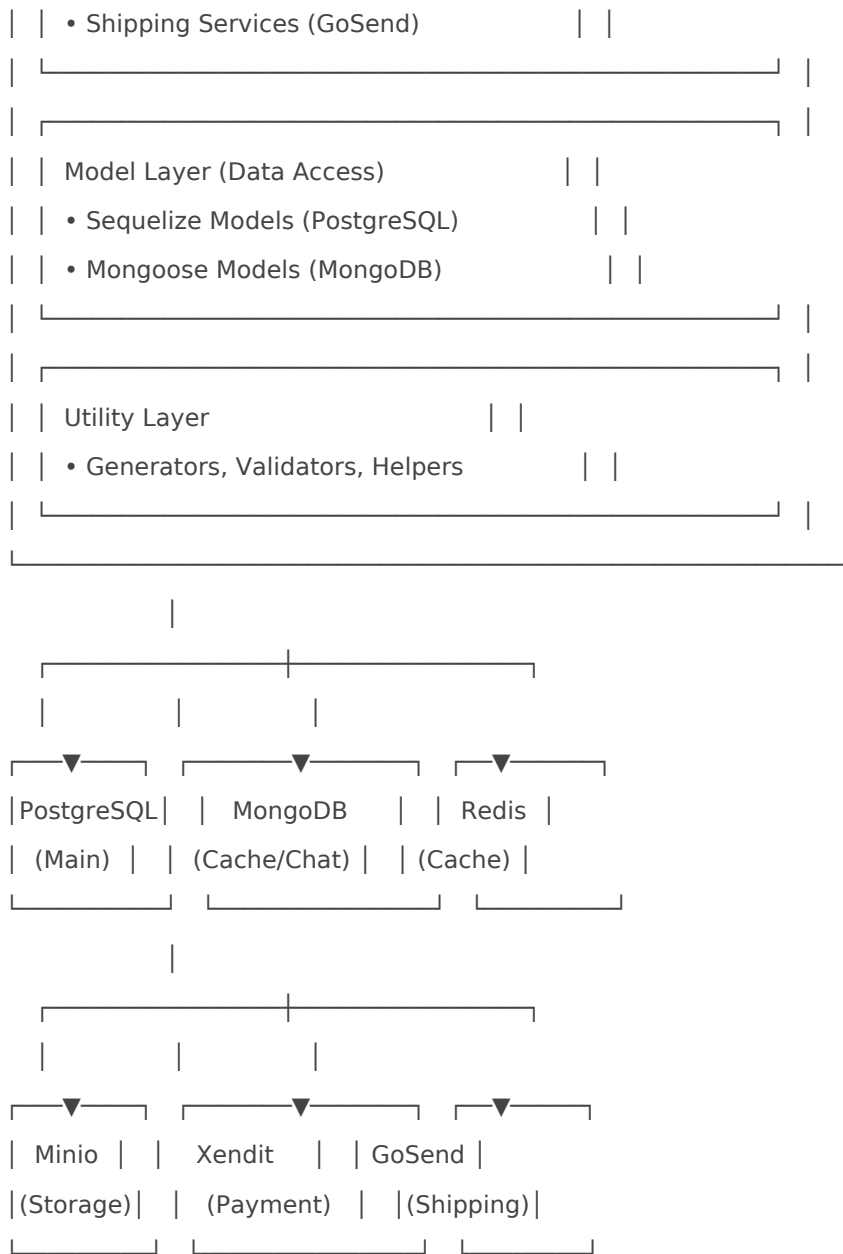 • Shipping Services (GoSend)
Model Layer (Data Access)
• Sequelize Models (PostgreSQL)
• Mongoose Models (MongoDB)
Utility Layer
• Generators, Validators, Helpers
PostgreSQL MongoDB Redis
(Main) (Cache/Chat) (Cache)
Minio Xendit GoSend
(Storage) (Payment) (Shipping)